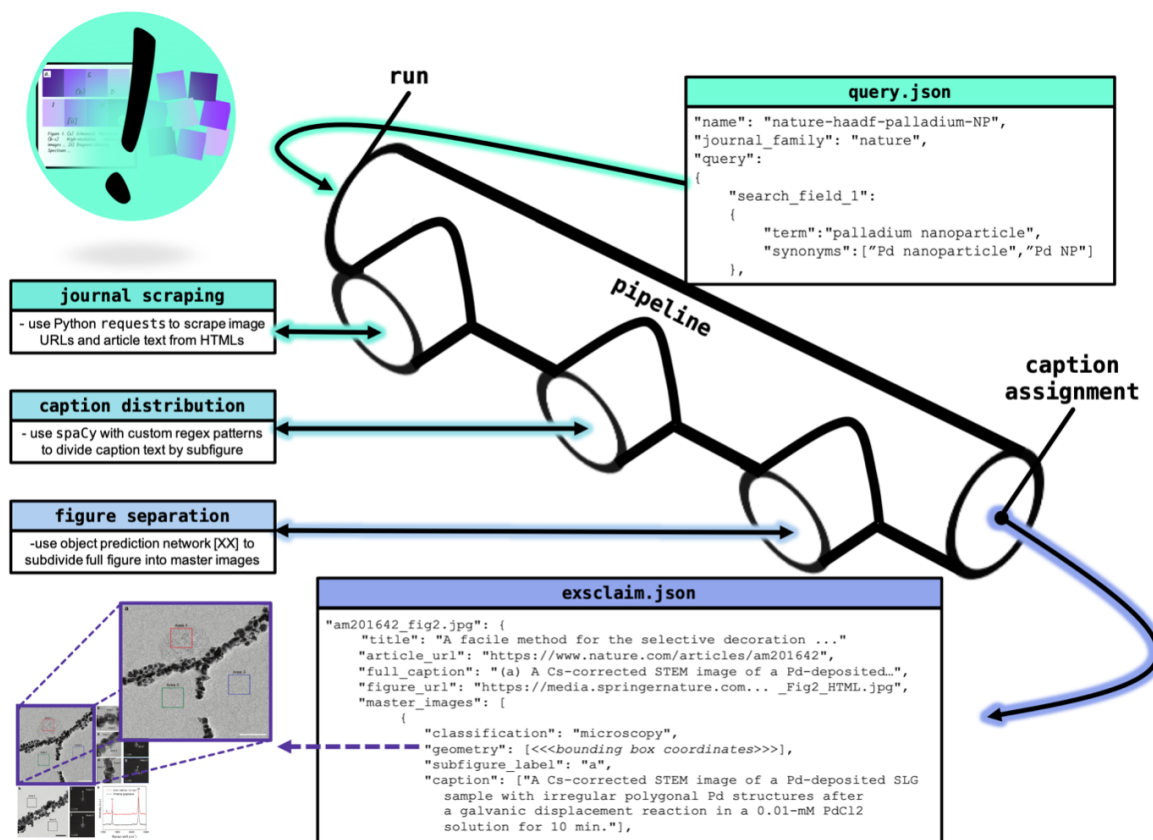 run
query.json
"name": "nature-haadf-palladium-NP",
"journal_family": "nature",
"query":
{
"search_field_1":
{
"term":"palladium nanoparticle",
"synonyms":["Pd nanoparticle","Pd NP"]
},
pipeline
journal scraping
- use Python requests to scrape image
URLs and article text from HTMLs
caption
assignment
caption distribution
- use spaCy with custom regex patterns
to divide caption text by subfigure
figure separation
-use object prediction network [XX] to
subdivide full figure into master images
exsclaim.json
"am201642_fig2.jpg": {
"title": "A facile method for the selective decoration ..."
"article_url": "https://www.nature.com/articles/am201642",
"full_caption": "(a) A Cs-corrected STEM image of a Pd-deposited…",
"figure_url": "https://media.springernature.com... _Fig2_HTML.jpg",
"master_images": [
{
"classification": "microscopy",
"geometry": [<<<bounding box coordinates>>>],
"subfigure_label": "a",
"caption": ["A Cs-corrected STEM image of a Pd-deposited SLG
sample with irregular polygonal Pd structures after
a galvanic displacement reaction in a 0.01-mM PdCl2
solution for 10 min."],